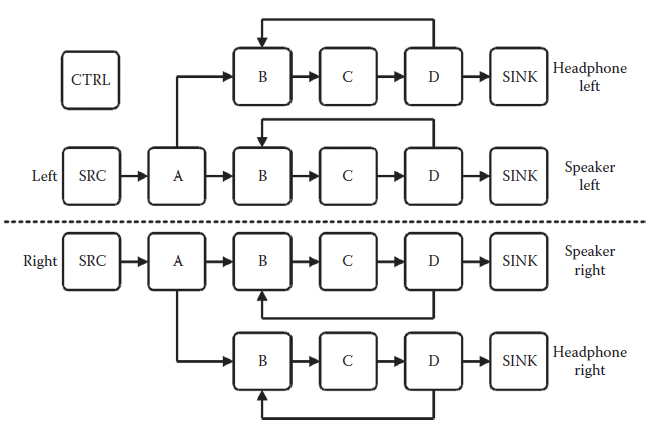 CTRL
B
C
D
SINK
Headphone
left
Left
SRC
A
B
C
D
SINK
Speaker
left
Right
SRC
A
B
C
D
SINK
Speaker
right
B
C
D
SINK
Headphone
right